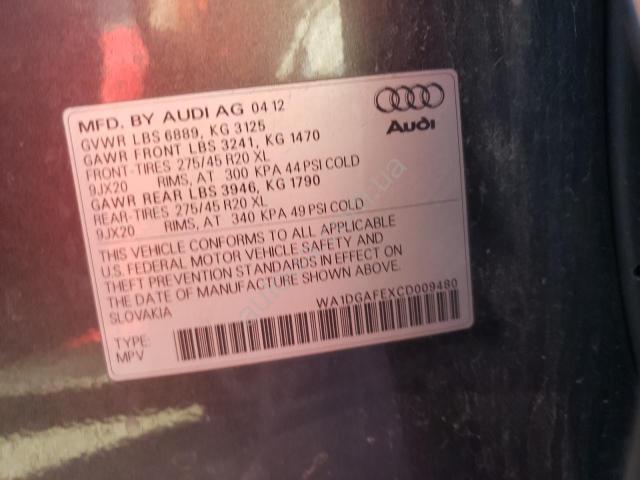 MFD. BY AUDI AG 04 12
GVWR LBS 6889, KG 3125
GAWR FRONT LBS 3241, KG 1470
FRONT-TIRES 275/45 R20 XL
9JX20 RIMS, AT 300 KPA 44 PSI COLD
GAWR REAR LBS 3946, KG 1790
REAR-TIRES 275/45 R20 XL
9JX20 RIMS, AT 340 KPA 49 PSI COLD
Audi
THIS VEHICLE CONFORMS TO ALL APPLICABLE
U.S. FEDERAL MOTOR VEHICLE SAFETY AND
THEFT PREVENTION STANDARDS IN EFFECT ON
THE DATE OF MANUFACTURE SHOWN ABOVE.
SLOVAKIA
WA1DGAFEXCD009480
TYPE:
MPV